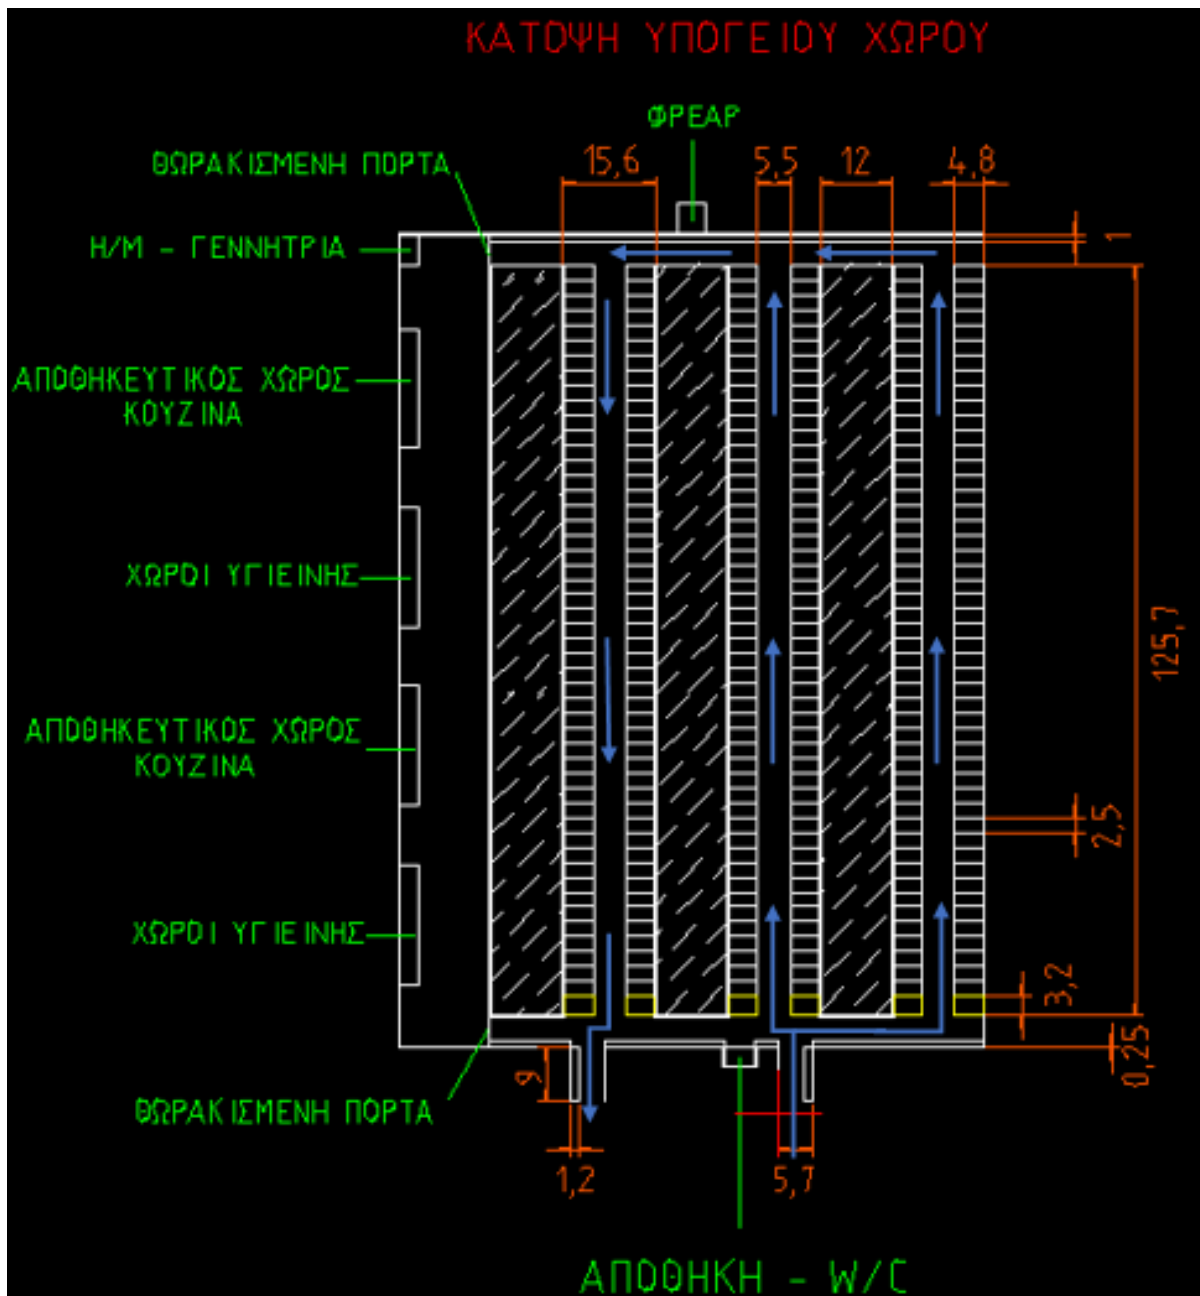 ΚΑΤΟΨΗ ΥΠΟΓΕΙΟΥ ΧΩΡΟΥ
ΦΡΕΑΡ
ΘΩΡΑΚΙΣΜΕΝΗ ΠΟΡΤΑ
15,6
5,5
12
4,8
Η/Μ - ΓΕΝΝΗΤΡΙΑ
1
ΑΠΟΘΗΚΕΥΤΙΚΟΣ ΧΩΡΟΣ
ΚΟΥΖΙΝΑ
ΧΩΡΟΙ ΥΓΙΕΙΝΗΣ
125,7
ΑΠΟΘΗΚΕΥΤΙΚΟΣ ΧΩΡΟΣ
ΚΟΥΖΙΝΑ
2,5
ΧΩΡΟΙ ΥΓΙΕΙΝΗΣ
3,2
0,25
9
ΘΩΡΑΚΙΣΜΕΝΗ ΠΟΡΤΑ
1,2
5,7
ΑΠΟΘΗΚΗ - W/C